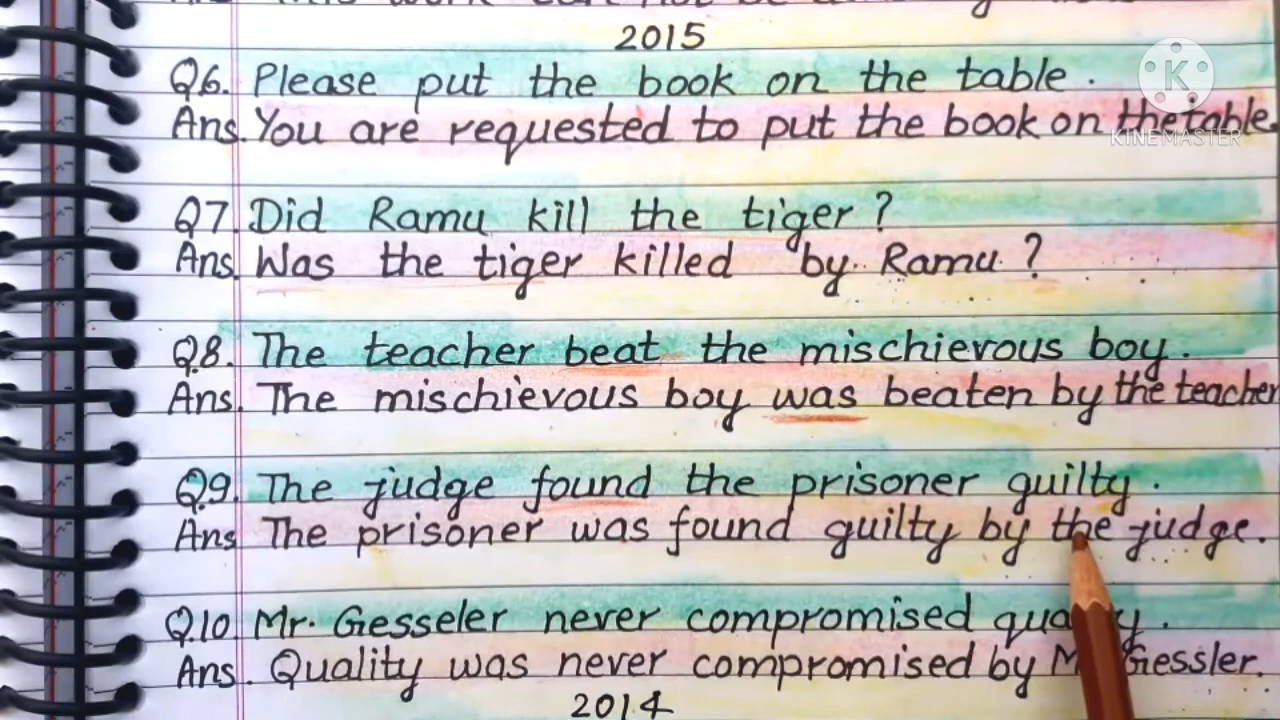 2015
Q6. Please put the book on the table.
Ans. You are requested to put the book on the table.
Q7. Did Ramu kill the tiger?
Ans. Was the tiger killed by Ramu?
Q8. The teacher beat the mischievous boy.
Ans. The mischievous boy was beaten by the teacher
Q9. The judge found the prisoner guilty.
Ans The prisoner was found guilty by the judge.
Q10. Mr. Gesseler never compromised quality.
Ans. Quality was never compromised by Mr. Gessler.
2014
K
KINEMASTER